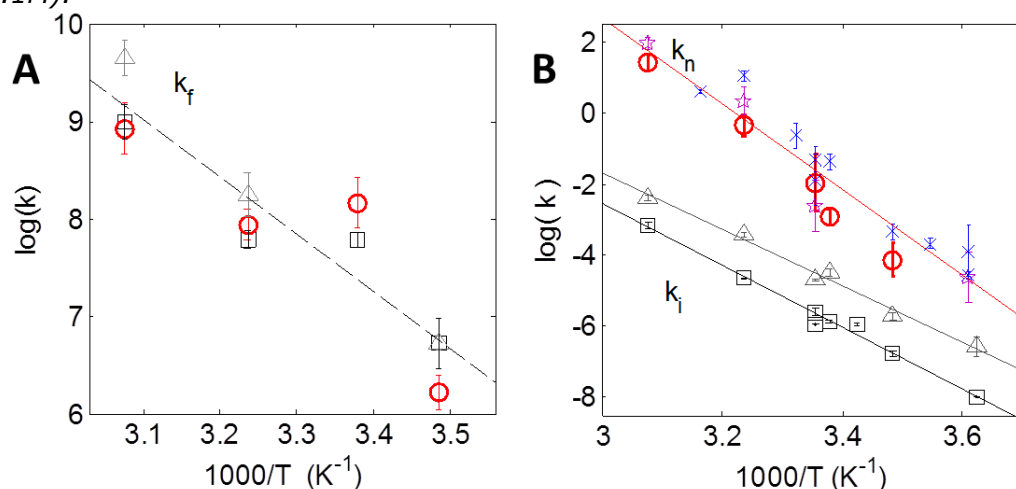 A
k_f
log(k)
10
9
8
7
6
3.1 3.2 3.3 3.4 3.5
1000/T (K⁻¹)
B
k_n
k_i
log( k )
2
0
-2
-4
-6
-8
3 3.2 3.4 3.6
1000/T (K⁻¹)